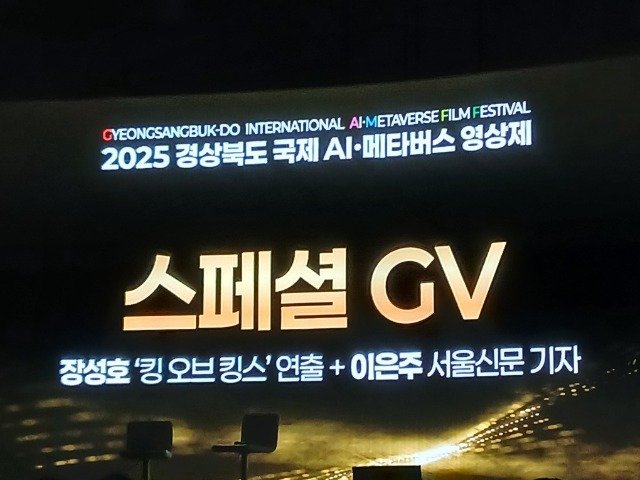 GYEONGSANGBUK-DO INTERNATIONAL AI·METAVERSE FILM FESTIVAL
2025 경상북도 국제 AI·메타버스 영상제
스페셜 GV
장성호 '킹 오브 킹스' 연출 + 이은주 서울신문 기자